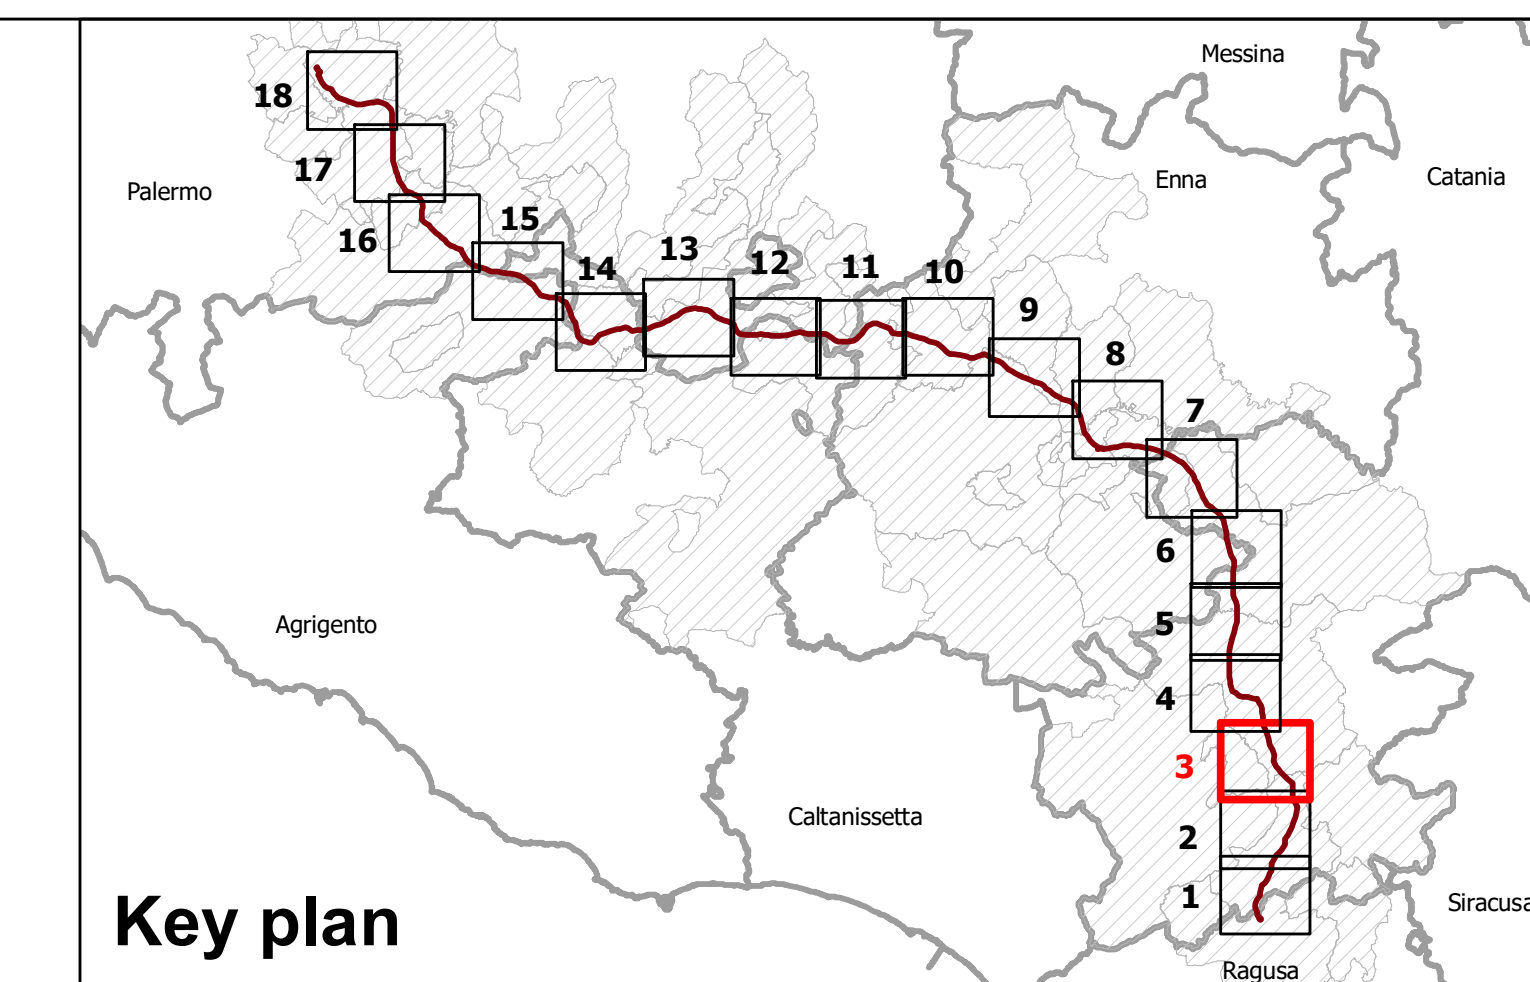 Messina
18
17
Palermo
Enna
Catania
15
16
13
12
11
10
14
9
8
7
6
5
Agrigento
4
3
Caltanissetta
2
1
Siracusa
Key plan
Ragusa